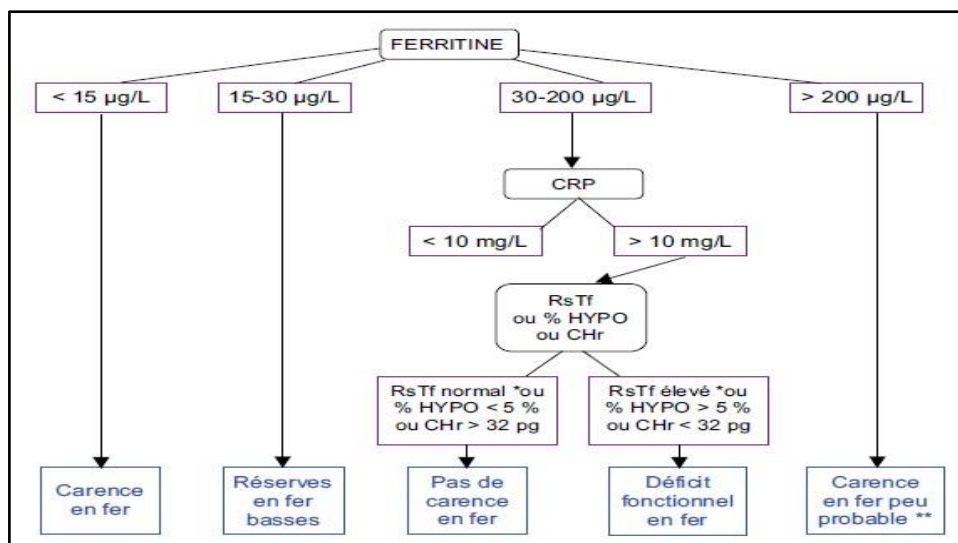 FERRITINE
< 15 µg/L
15-30 µg/L
30-200 µg/L
> 200 µg/L
CRP
< 10 mg/L
> 10 mg/L
RsTf
ou % HYPO
ou CHr
RsTf normal *ou
% HYPO < 5 %
ou CHr > 32 pg
RsTf élevé *ou
% HYPO > 5 %
ou CHr < 32 pg
Carence
en fer
Réserves
en fer
basses
Pas de
carence
en fer
Déficit
fonctionnel
en fer
Carence
en fer peu
probable **